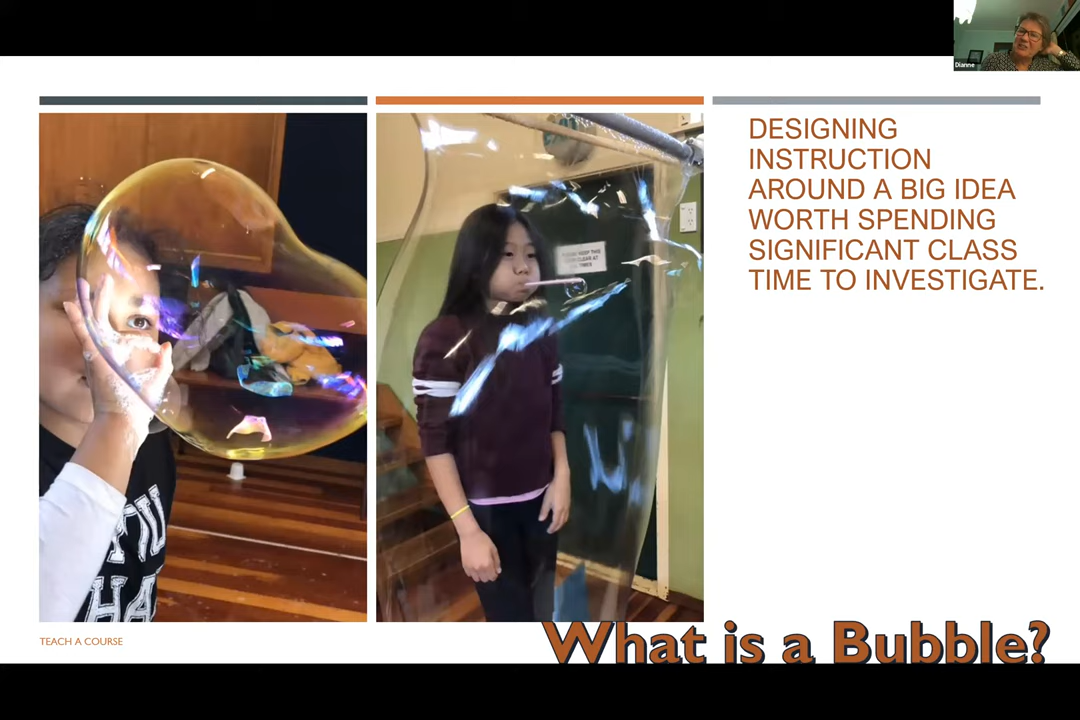 Dianne
DESIGNING
INSTRUCTION
AROUND A BIG IDEA
WORTH SPENDING
SIGNIFICANT CLASS
TIME TO INVESTIGATE.
TEACH A COURSE
What is a Bubble?